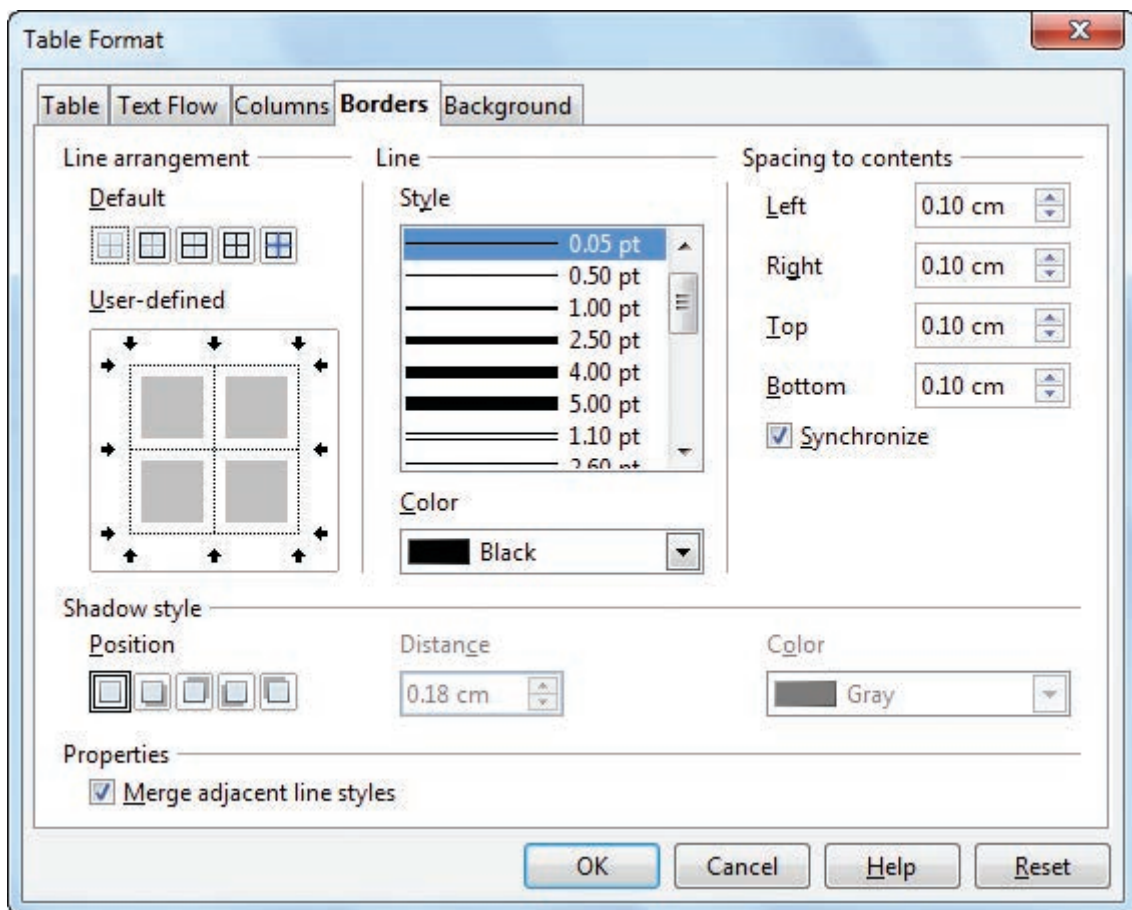 Table Format
Table Text Flow Columns Borders Background
Line arrangement
Default
User-defined
Line
Style
0.05 pt
0.50 pt
1.00 pt
2.50 pt
4.00 pt
5.00 pt
1.10 pt
2.60 pt
Color
Black
Spacing to contents
Left 0.10 cm
Right 0.10 cm
Top 0.10 cm
Bottom 0.10 cm
Synchronize
Shadow style
Position
Distance
0.18 cm
Color
Gray
Properties
Merge adjacent line styles
OK Cancel Help Reset